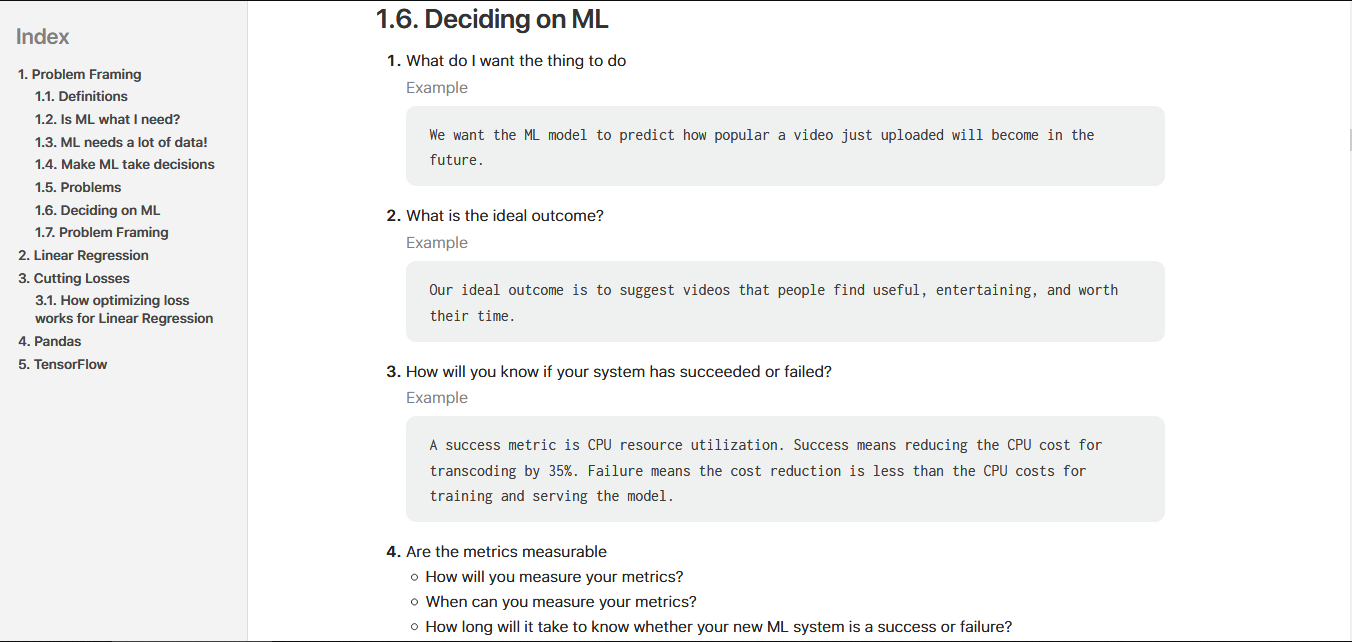 Index
1. Problem Framing
1.1. Definitions
1.2. Is ML what I need?
1.3. ML needs a lot of data!
1.4. Make ML take decisions
1.5. Problems
1.6. Deciding on ML
1.7. Problem Framing
2. Linear Regression
3. Cutting Losses
3.1. How optimizing loss
works for Linear Regression
4. Pandas
5. TensorFlow
1.6. Deciding on ML
1. What do I want the thing to do
Example
We want the ML model to predict how popular a video just uploaded will become in the
future.
2. What is the ideal outcome?
Example
Our ideal outcome is to suggest videos that people find useful, entertaining, and worth
their time.
3. How will you know if your system has succeeded or failed?
Example
A success metric is CPU resource utilization. Success means reducing the CPU cost for
transcoding by 35%. Failure means the cost reduction is less than the CPU costs for
training and serving the model.
4. Are the metrics measurable
○ How will you measure your metrics?
○ When can you measure your metrics?
○ How long will it take to know whether your new ML system is a success or failure?